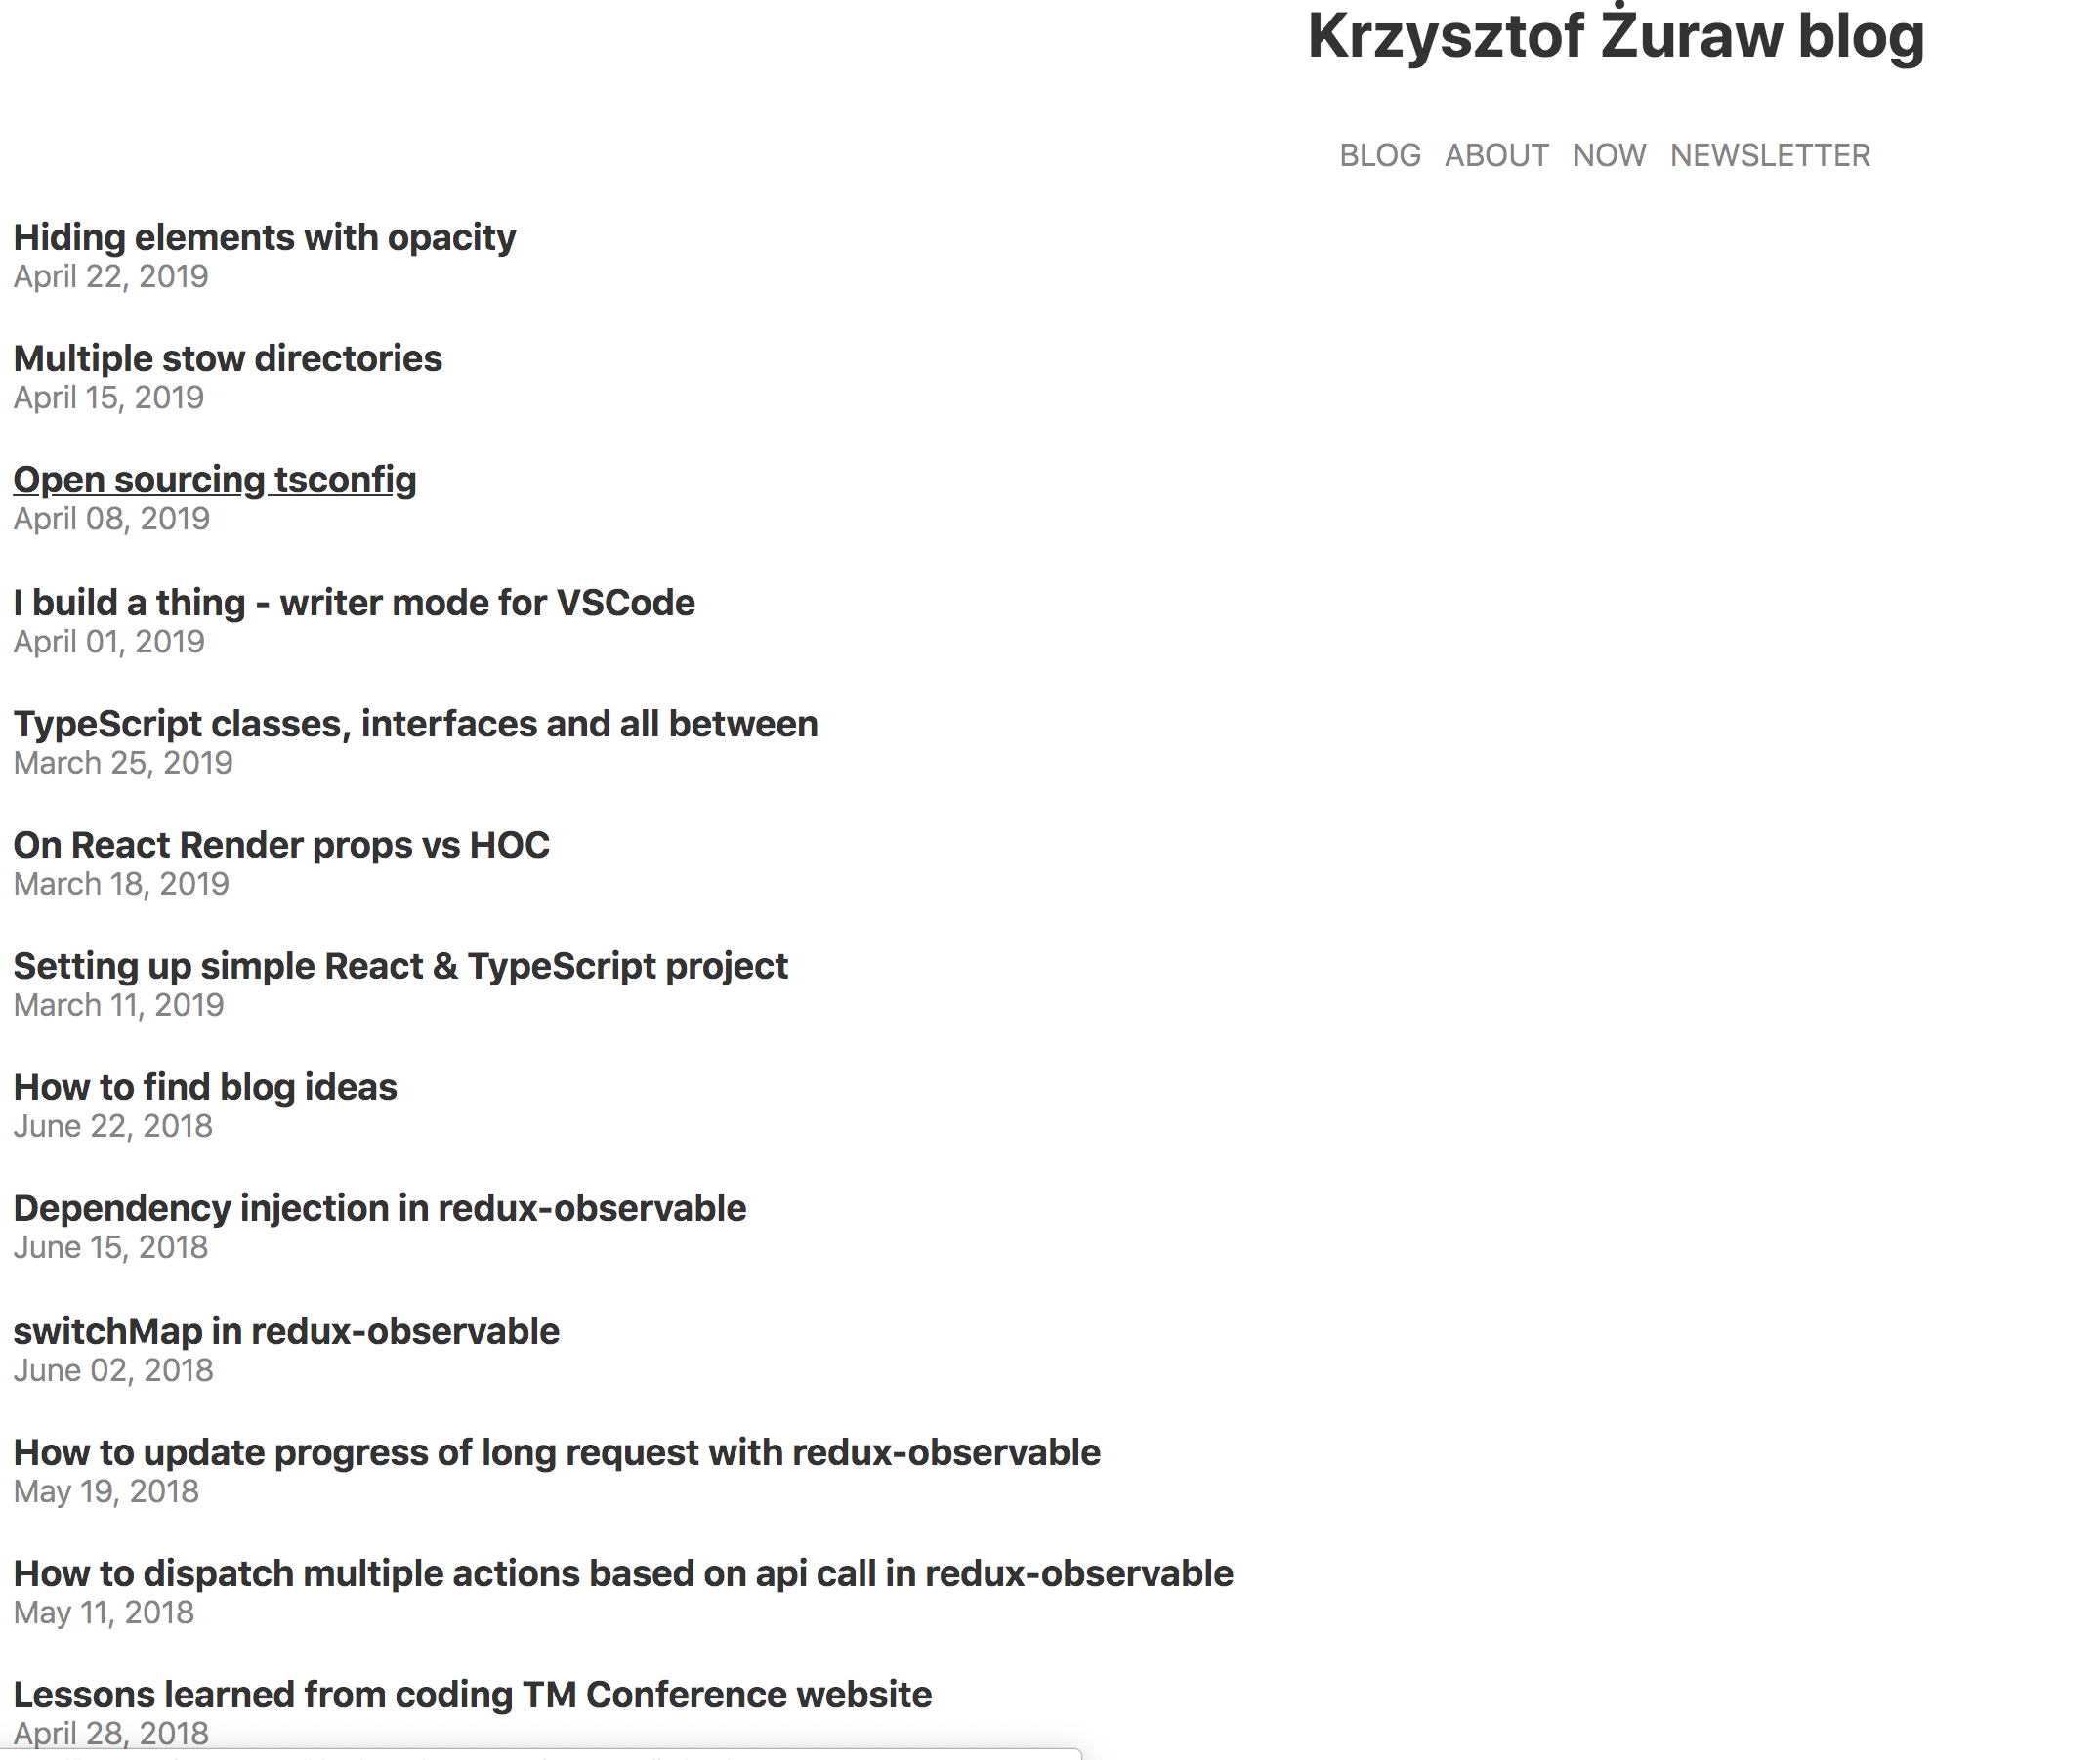 Krzysztof Żuraw blog
BLOG ABOUT NOW NEWSLETTER
Hiding elements with opacity
April 22, 2019
Multiple stow directories
April 15, 2019
Open sourcing tsconfig
April 08, 2019
I build a thing - writer mode for VSCode
April 01, 2019
TypeScript classes, interfaces and all between
March 25, 2019
On React Render props vs HOC
March 18, 2019
Setting up simple React & TypeScript project
March 11, 2019
How to find blog ideas
June 22, 2018
Dependency injection in redux-observable
June 15, 2018
switchMap in redux-observable
June 02, 2018
How to update progress of long request with redux-observable
May 19, 2018
How to dispatch multiple actions based on api call in redux-observable
May 11, 2018
Lessons learned from coding TM Conference website
April 28, 2018